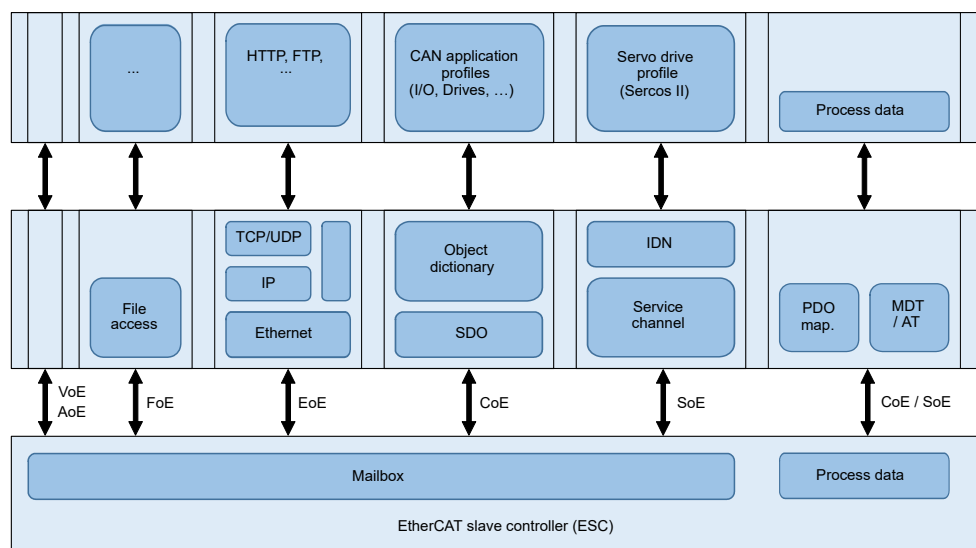 ...
HTTP, FTP,
...
CAN application
profiles
(I/O, Drives, …)
Servo drive
profile
(Sercos II)
Process data
File
access
TCP/UDP
IP
Ethernet
Object
dictionary
SDO
IDN
Service
channel
PDO
map.
MDT
/ AT
VoE
AoE
FoE
EoE
CoE
SoE
CoE / SoE
Mailbox
Process data
EtherCAT slave controller (ESC)